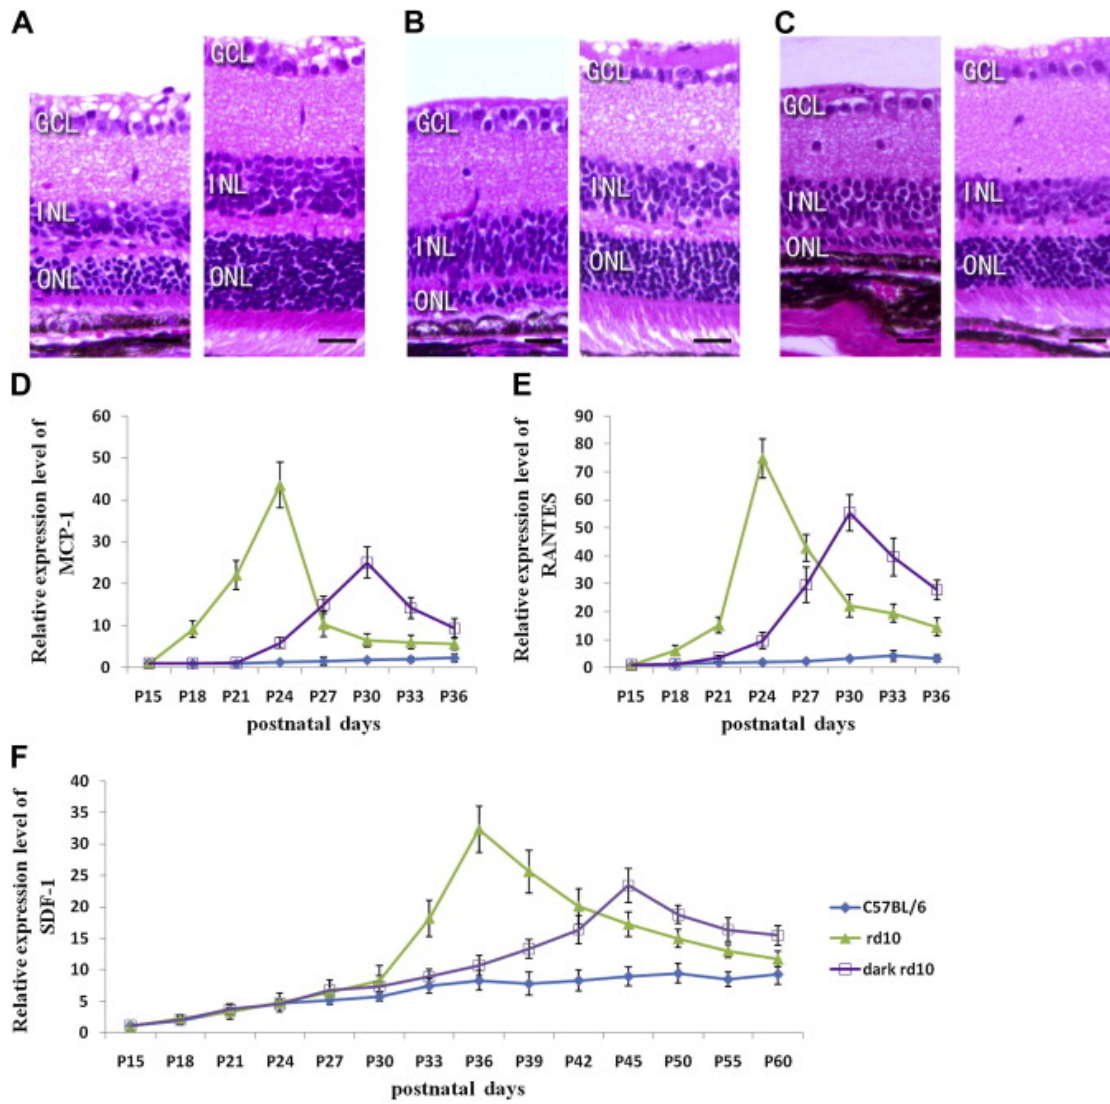 A
B
C
GCL
INL
ONL
GCL
INL
ONL
GCL
INL
ONL
GCL
INL
ONL
GCL
INL
ONL
GCL
INL
ONL
D
Relative expression level of
MCP-1
60
50
40
30
20
10
0
P15 P18 P21 P24 P27 P30 P33 P36
postnatal days
E
Relative expression level of
RANTES
90
80
70
60
50
40
30
20
10
0
P15 P18 P21 P24 P27 P30 P33 P36
postnatal days
F
Relative expression level of
SDF-1
40
35
30
25
20
15
10
5
0
P15 P18 P21 P24 P27 P30 P33 P36 P39 P42 P45 P50 P55 P60
postnatal days
C57BL/6
rd10
dark rd10